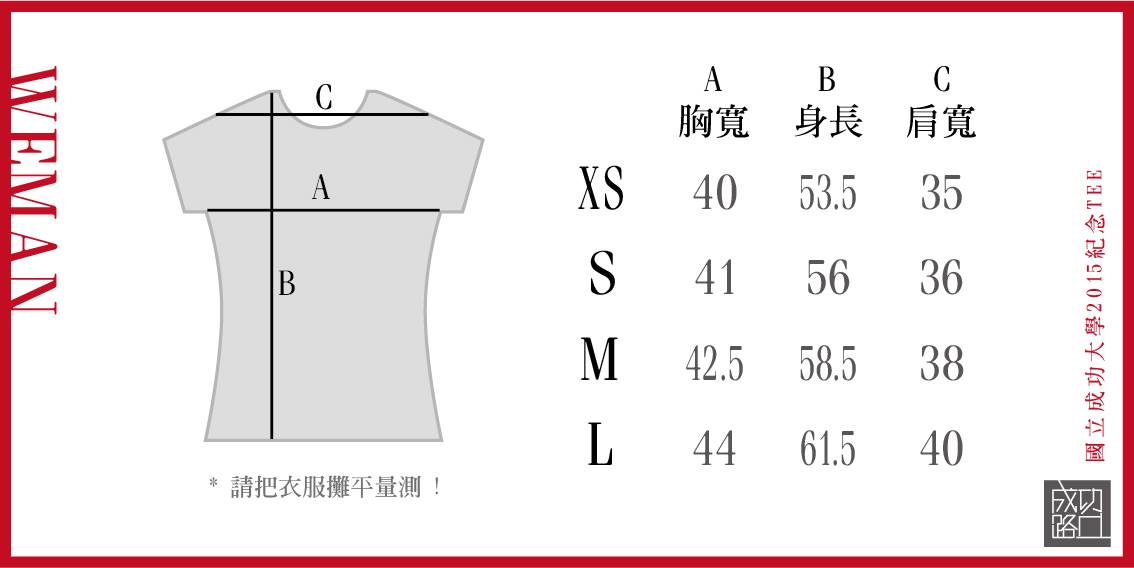 WEMAN
C
A
B
* 請把衣服攤平量測 !
A B C
胸寬 身長 肩寬
XS 40 53.5 35
S 41 56 36
M 42.5 58.5 38
L 44 61.5 40
國立成功大學2015紀念TEE
成功
路口